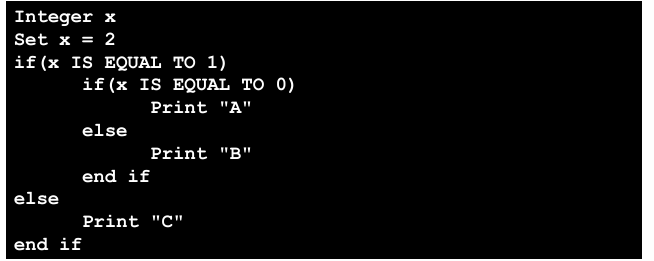 Integer x
Set x = 2
if(x IS EQUAL TO 1)
      if(x IS EQUAL TO 0)
            Print "A"
      else
            Print "B"
      end if
else
      Print "C"
end if